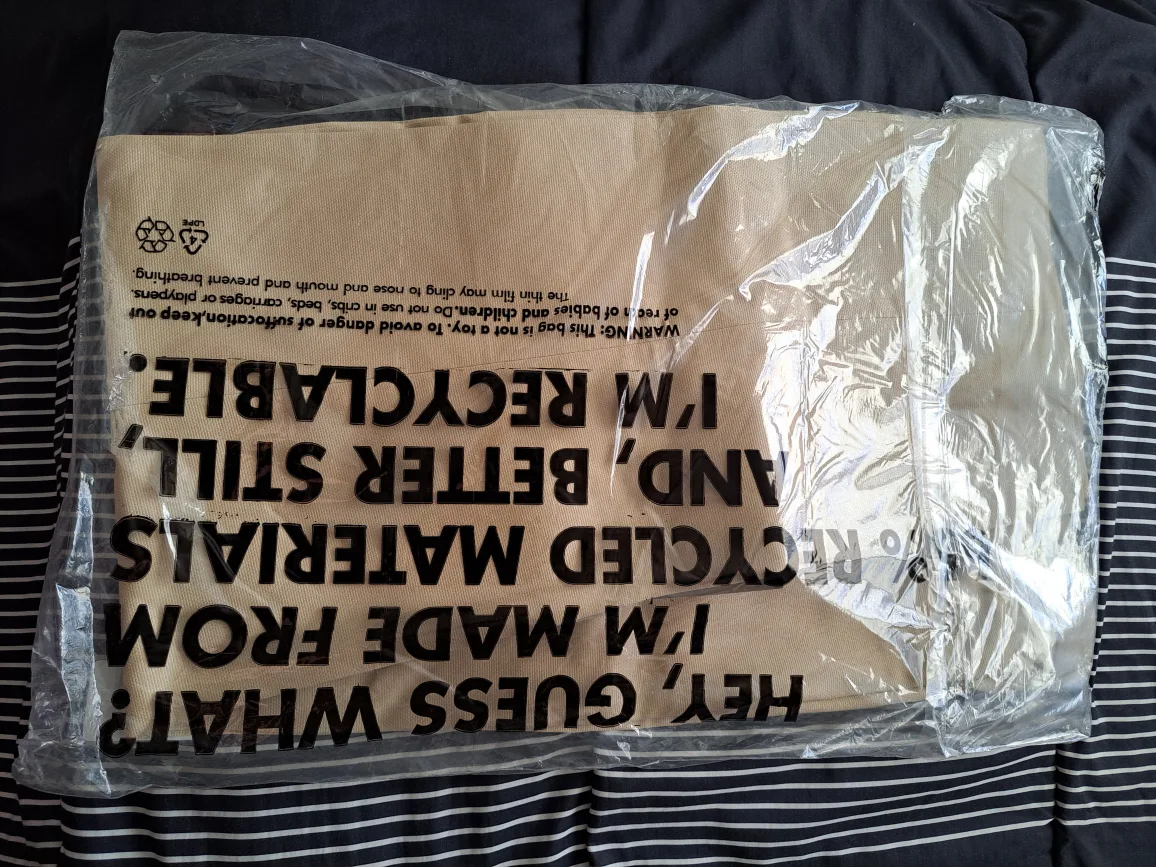 HEY, GUESS WHAT?
I'M MADE FROM
RECYCLED MATERIALS
AND, BETTER STILL,
I'M RECYCLABLE.
WARNING: This bag is not a toy. To avoid danger of suffocation,keep out
of reach of babies and children. Do not use in cribs, beds, carriages or playpens.
The thin film may cling to nose and mouth and prevent breathing.
4
LDPE